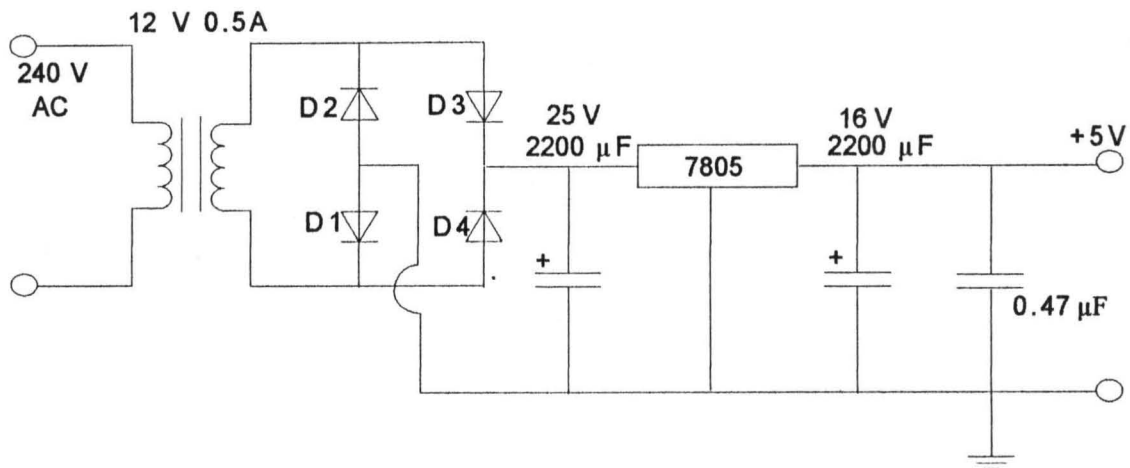 12 V 0.5A
240 V
AC
D2
D3
D1
D4
25 V
2200 μF
+
7805
16 V
2200 μF
+
+5V
0.47 μF